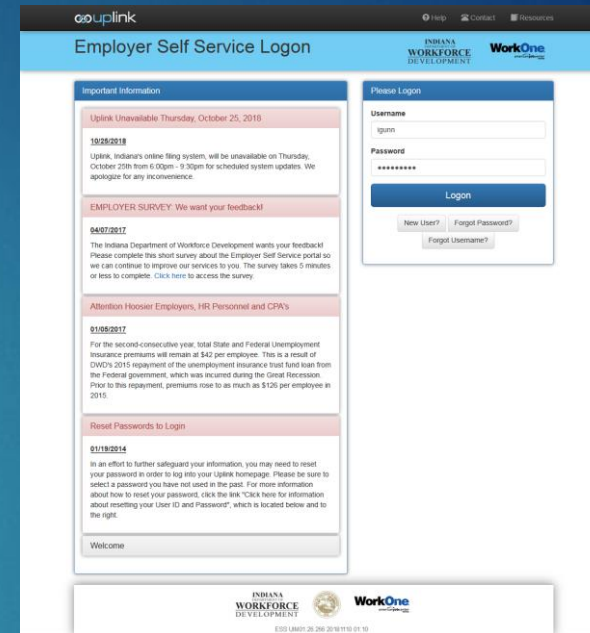 uplink
Help Contact Resources
Employer Self Service Logon
INDIANA
WORKFORCE
DEVELOPMENT
WorkOne
Important Information
Uplink Unavailable Thursday, October 25, 2018
10/25/2018
Uplink, Indiana's online filing system, will be unavailable on Thursday,
October 25th from 6:00pm - 9:30pm for scheduled system updates. We
apologize for any inconvenience.
EMPLOYER SURVEY: We want your feedback!
04/07/2017
The Indiana Department of Workforce Development wants your feedback!
Please complete this short survey about the Employer Self Service portal so
we can continue to improve our services to you. The survey takes 5 minutes
or less to complete. Click here to access the survey.
Attention Hoosier Employers, HR Personnel and CPA's
01/05/2017
For the second-consecutive year, total State and Federal Unemployment
Insurance premiums will remain at $42 per employee. This is a result of
DWD's 2015 repayment of the unemployment insurance trust fund loan from
the Federal government, which was incurred during the Great Recession.
Prior to this repayment, premiums rose to as much as $126 per employee in
2015.
Reset Passwords to Login
01/19/2014
In an effort to further safeguard your information, you may need to reset
your password in order to log into your Uplink homepage. Please be sure to
select a password you have not used in the past. For more information
about how to reset your password, click the link "Click here for information
about resetting your User ID and Password", which is located below and to
the right.
Welcome
Please Logon
Username
igunn
Password
•••••••••
Logon
New User? Forgot Password?
Forgot Username?
INDIANA
WORKFORCE
DEVELOPMENT
WorkOne